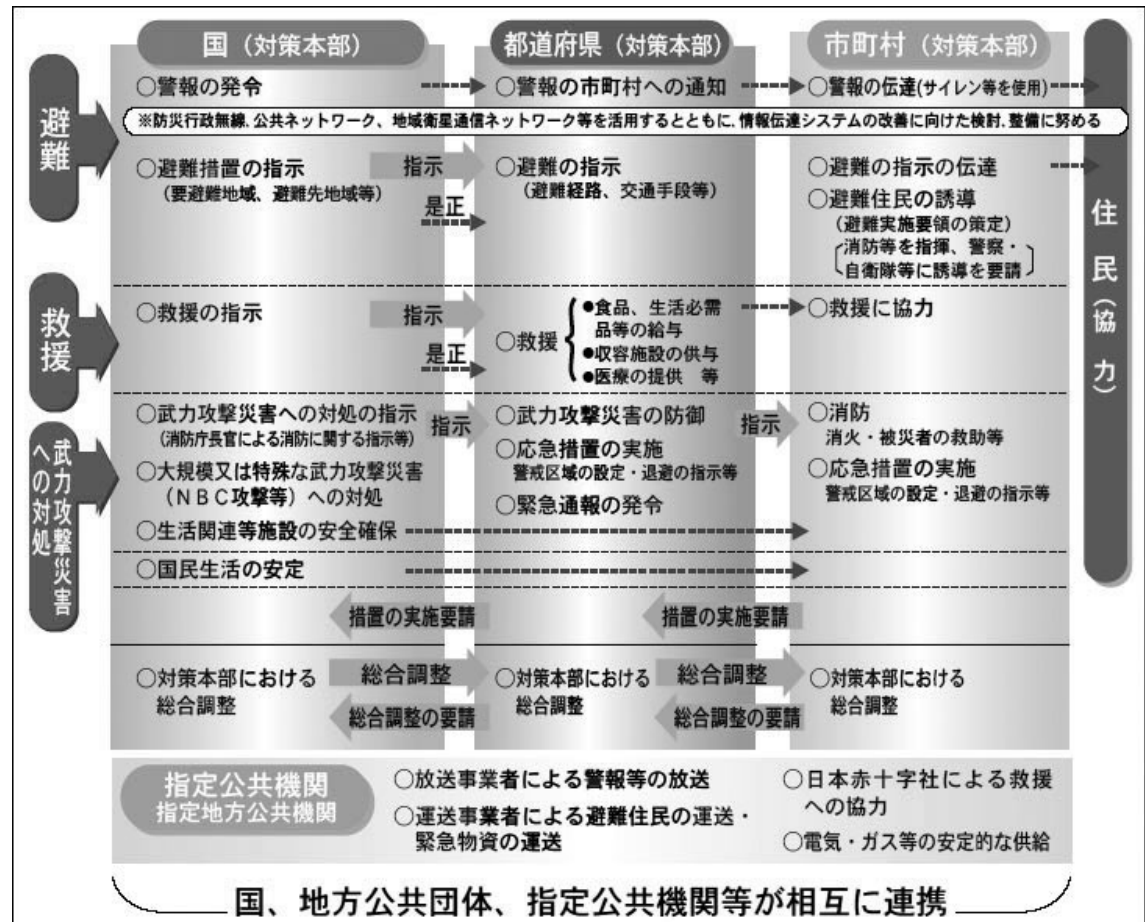 国（対策本部）
都道府県（対策本部）
市町村（対策本部）
避難
○警報の発令
○警報の市町村への通知
○警報の伝達(サイレン等を使用)
※防災行政無線、公共ネットワーク、地域衛星通信ネットワーク等を活用するとともに、情報伝達システムの改善に向けた検討、整備に努める
○避難措置の指示
（要避難地域、避難先地域等）
指示
是正
○避難の指示
（避難経路、交通手段等）
○避難の指示の伝達
○避難住民の誘導
（避難実施要領の策定）
消防等を指揮、警察・
自衛隊等に誘導を要請
住民（協力）
救援
○救援の指示
指示
是正
○救援
●食品、生活必需
品等の給与
●収容施設の供与
●医療の提供　等
○救援に協力
武力攻撃災害
への対処
○武力攻撃災害への対処の指示
（消防庁長官による消防に関する指示等）
○大規模又は特殊な武力攻撃災害
（ＮＢＣ攻撃等）への対処
○生活関連等施設の安全確保
○国民生活の安定
指示
○武力攻撃災害の防御
○応急措置の実施
警戒区域の設定・退避の指示等
○緊急通報の発令
指示
○消防
消火・被災者の救助等
○応急措置の実施
警戒区域の設定・退避の指示等
措置の実施要請
措置の実施要請
○対策本部における
総合調整
総合調整
総合調整の要請
○対策本部における
総合調整
総合調整
総合調整の要請
○対策本部における
総合調整
指定公共機関
指定地方公共機関
○放送事業者による警報等の放送
○運送事業者による避難住民の運送・
緊急物資の運送
○日本赤十字社による救援
への協力
○電気・ガス等の安定的な供給
国、地方公共団体、指定公共機関等が相互に連携